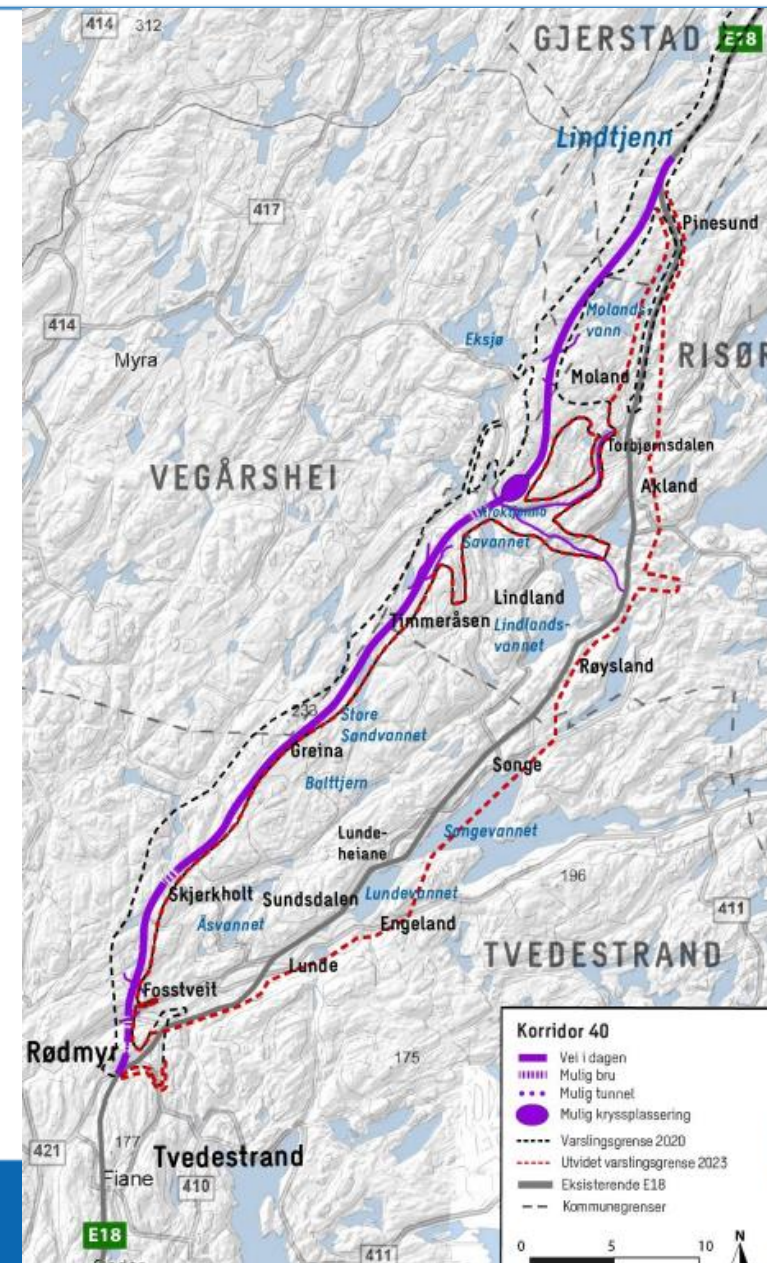 414
312
GJERSTAD
E18
Lindtjenn
417
Pinesund
Molands-
vann
414
Eksjø
RISØR
Myra
Moland
Torbjørnsdalen
VEGÅRSHEI
Akland
Savannet
Lindland
Timmeråsen
Lindlands-
vannet
Røysland
233
Store
Sandvannet
Greina
Songe
Balttjern
Lunde-
heiane
Songevannet
196
Skjerkholt
Sundsdalen
Lundevannet
411
Åsvannet
Engeland
TVEDESTRAND
Lunde
Fosstveit
Rødmyr
175
177
421
Tvedestrand
Fiane
410
E18
411
Korridor 40
Vei i dagen
Mulig bru
Mulig tunnel
Mulig kryssplassering
Varslingsgrense 2020
Utvidet varslingsgrense 2023
Eksisterende E18
Kommunegrenser
0 5 10
N